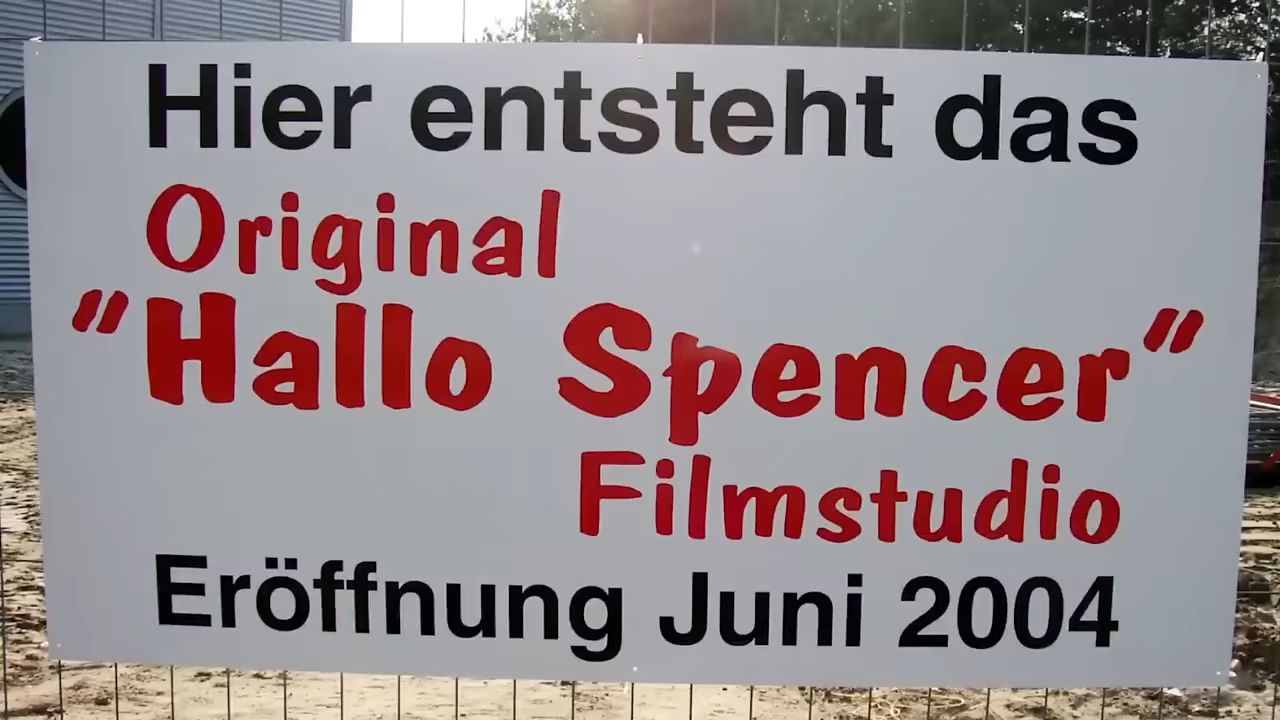 Hier entsteht das
Original
"Hallo Spencer"
Filmstudio
Eröffnung Juni 2004